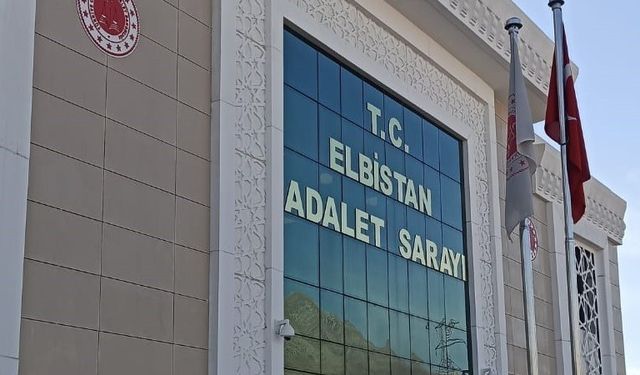 T.C.
ELBİSTAN
ADALET SARAYI